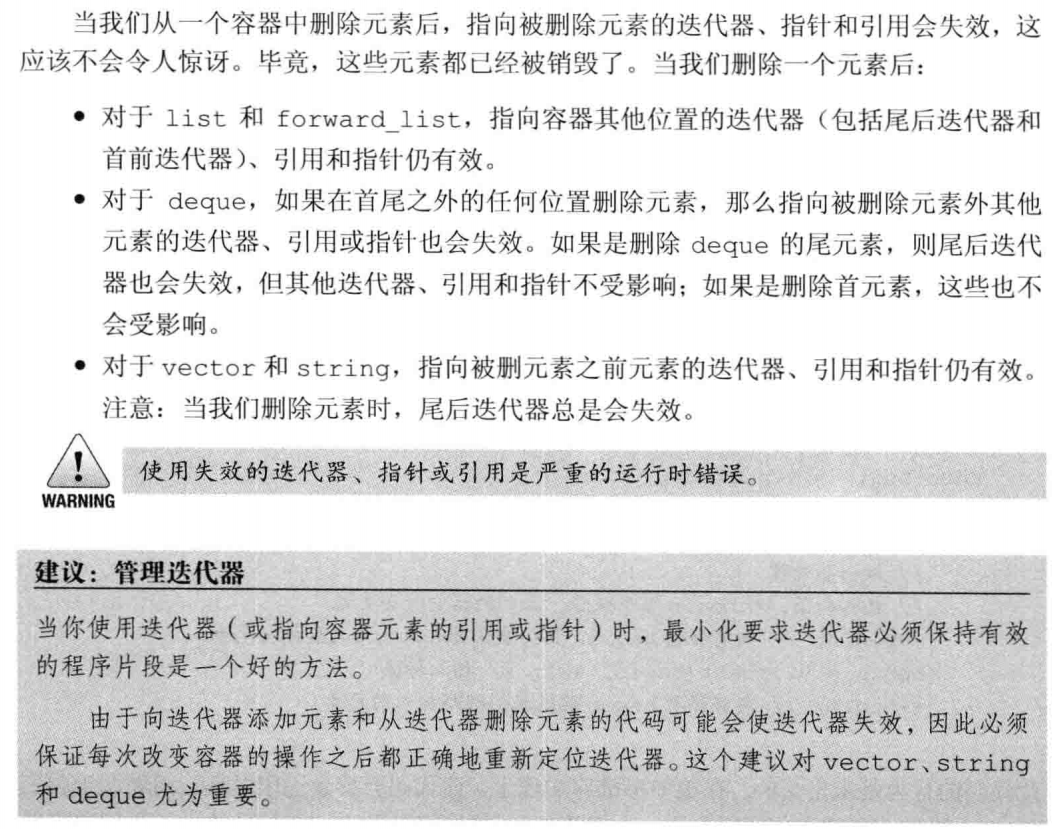 当我们从一个容器中删除元素后，指向被删除元素的迭代器、指针和引用会失效，这
应该不会令人惊讶。毕竟，这些元素都已经被销毁了。当我们删除一个元素后：
● 对于 list 和 forward_list，指向容器其他位置的迭代器（包括尾后迭代器和
首前迭代器）、引用和指针仍有效。
● 对于 deque，如果在首尾之外的任何位置删除元素，那么指向被删除元素外其他
元素的迭代器、引用或指针也会失效。如果是删除 deque 的尾元素，则尾后迭代
器也会失效，但其他迭代器、引用和指针不受影响；如果是删除首元素，这些也不
会受影响。
● 对于 vector 和 string，指向被删元素之前元素的迭代器、引用和指针仍有效。
注意：当我们删除元素时，尾后迭代器总是会失效。
使用失效的迭代器、指针或引用是严重的运行时错误。
WARNING
建议：管理迭代器
当你使用迭代器（或指向容器元素的引用或指针）时，最小化要求迭代器必须保持有效
的程序片段是一个好的方法。
由于向迭代器添加元素和从迭代器删除元素的代码可能会使迭代器失效，因此必须
保证每次改变容器的操作之后都正确地重新定位迭代器。这个建议对 vector、string
和 deque 尤为重要。